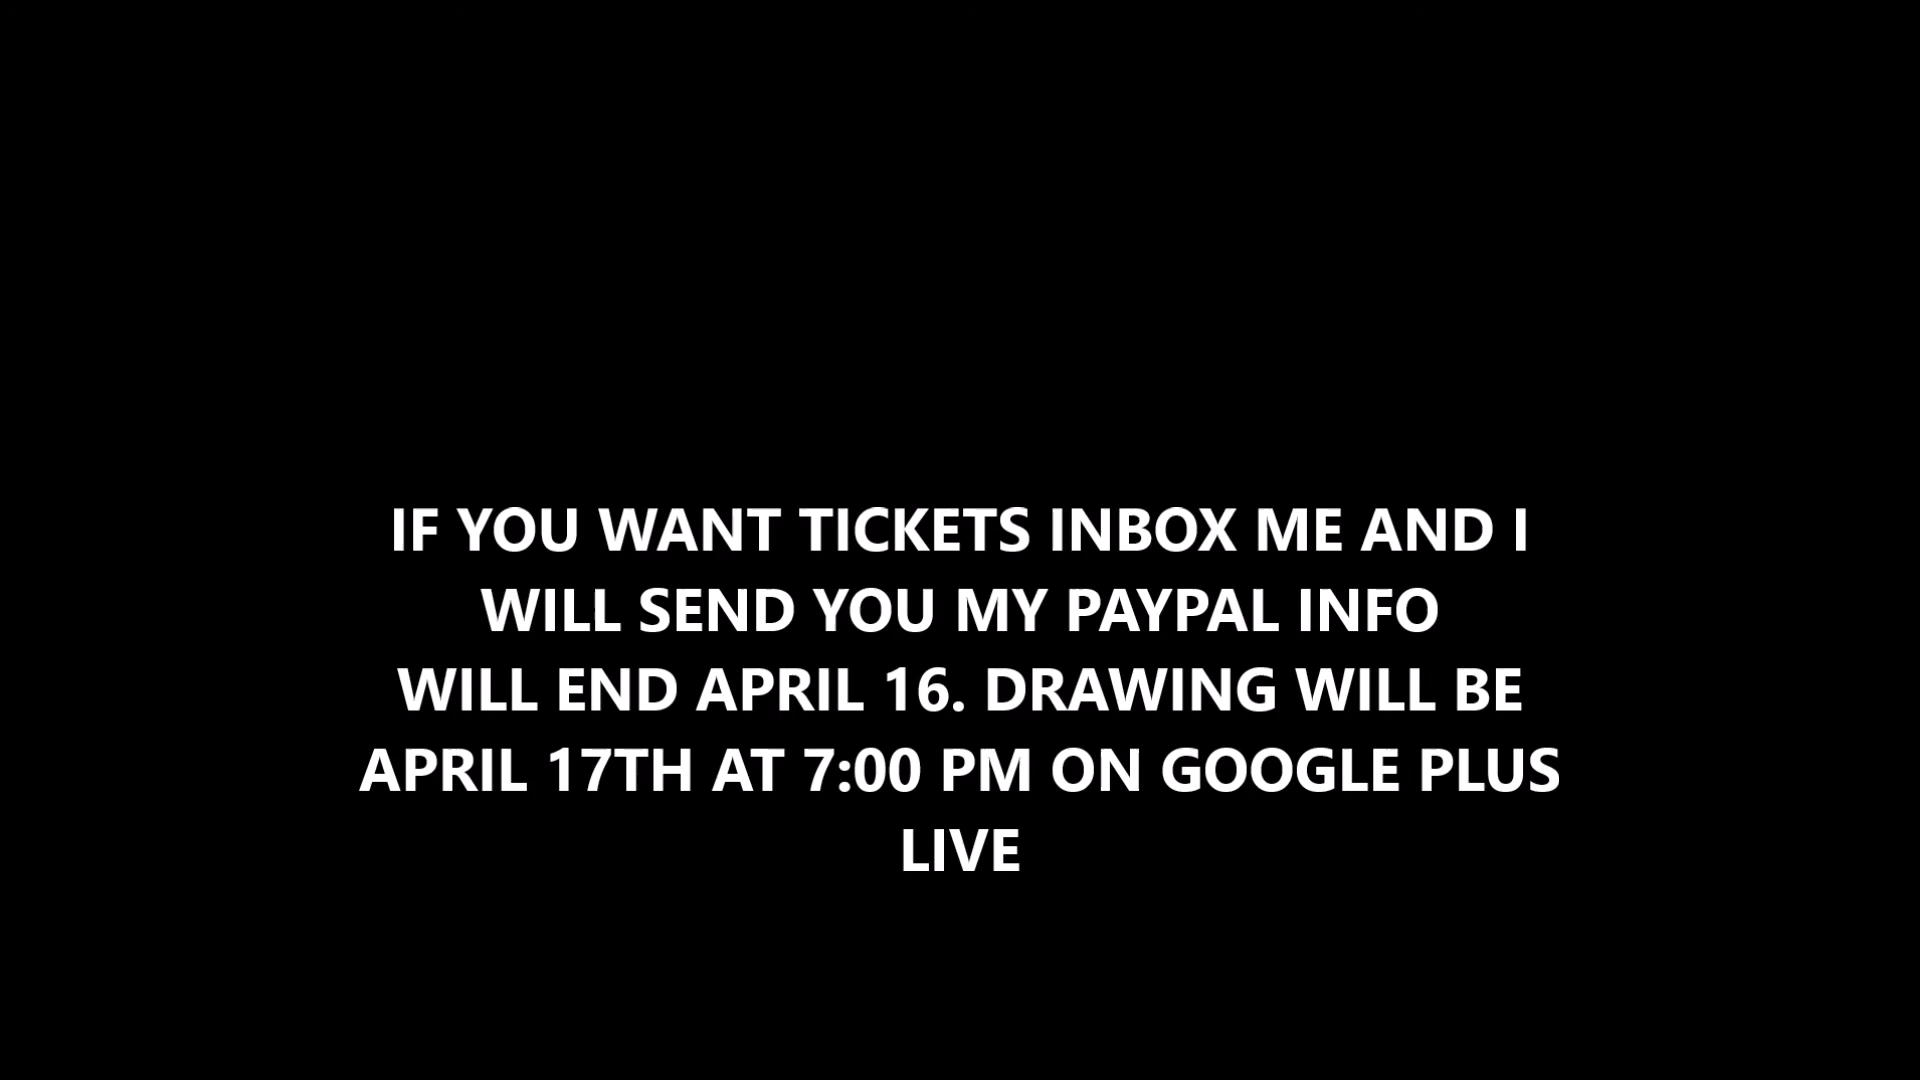 IF YOU WANT TICKETS INBOX ME AND I
WILL SEND YOU MY PAYPAL INFO
WILL END APRIL 16. DRAWING WILL BE
APRIL 17TH AT 7:00 PM ON GOOGLE PLUS
LIVE